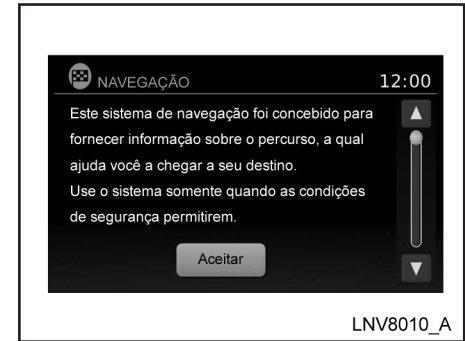 NAVEGAÇÃO 12:00
Este sistema de navegação foi concebido para
fornecer informação sobre o percurso, a qual
ajuda você a chegar a seu destino.
Use o sistema somente quando as condições
de segurança permitirem.
Aceitar
LNV8010_A